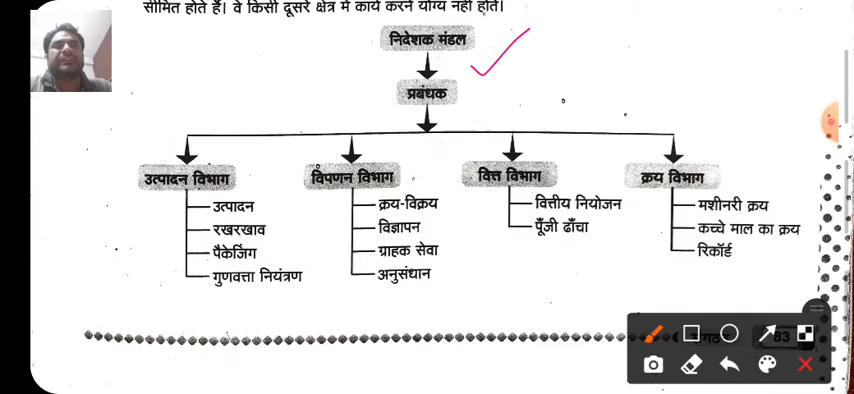 सीमित होते हैं। वे किसी दूसरे क्षेत्र में कार्य करने योग्य नहीं होते।
निदेशक मंडल
प्रबंधक
उत्पादन विभाग
विपणन विभाग
वित्त विभाग
क्रय विभाग
उत्पादन
रखरखाव
पैकेजिंग
गुणवत्ता नियंत्रण
क्रय-विक्रय
विज्ञापन
ग्राहक सेवा
अनुसंधान
वित्तीय नियोजन
पूँजी ढाँचा
मशीनरी क्रय
कच्चे माल का क्रय
रिकॉर्ड
83